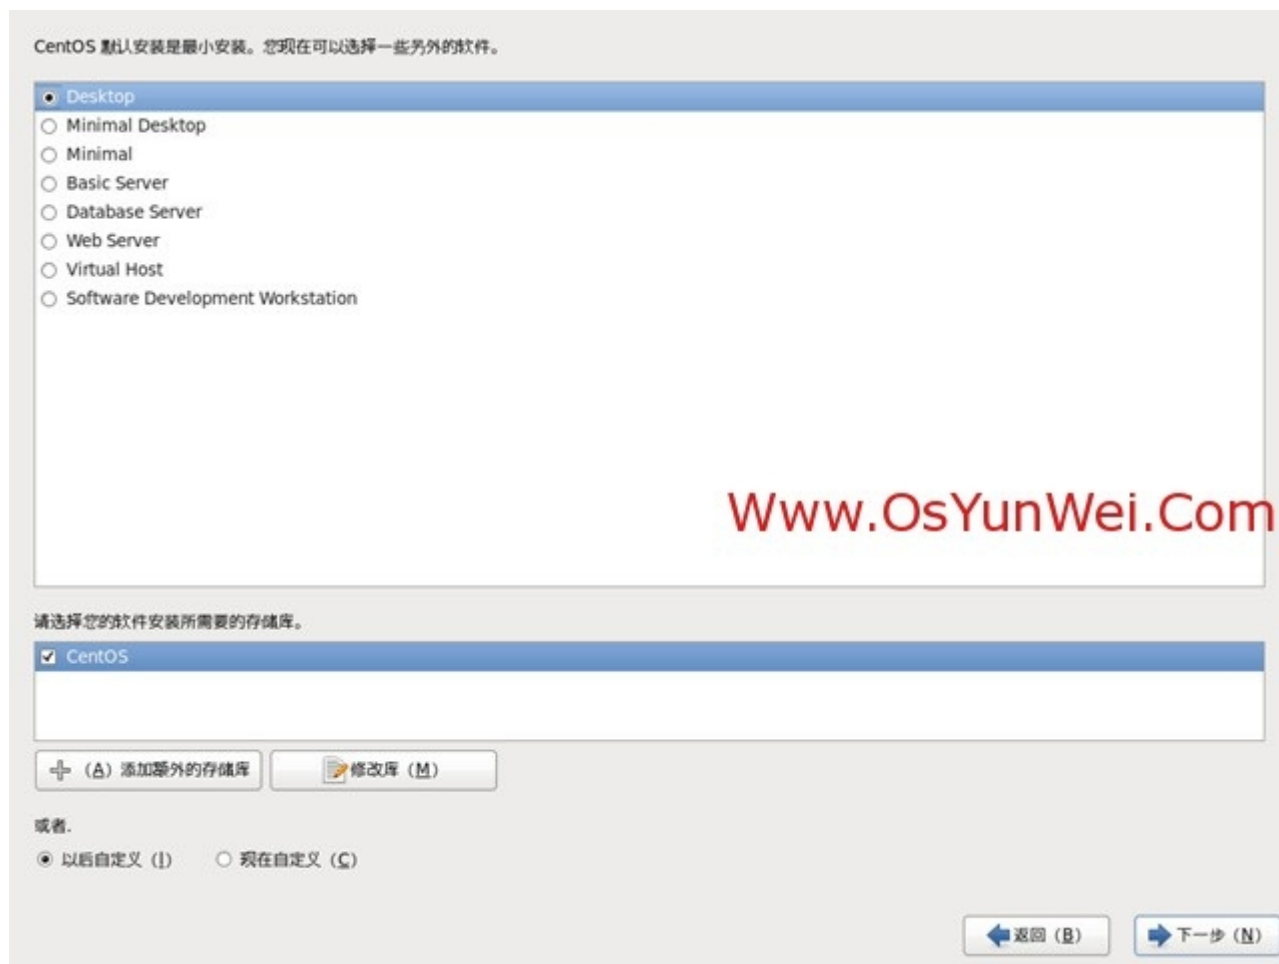 CentOS 默认安装是最小安装。您现在可以选择一些另外的软件。
Desktop
Minimal Desktop
Minimal
Basic Server
Database Server
Web Server
Virtual Host
Software Development Workstation
Www.OsYunWei.Com
请选择您的软件安装所需要的存储库。
CentOS
(A) 添加额外的存储库 修改库 (M)
或者.
以后自定义 (I) 现在自定义 (C)
返回 (B) 下一步 (N)